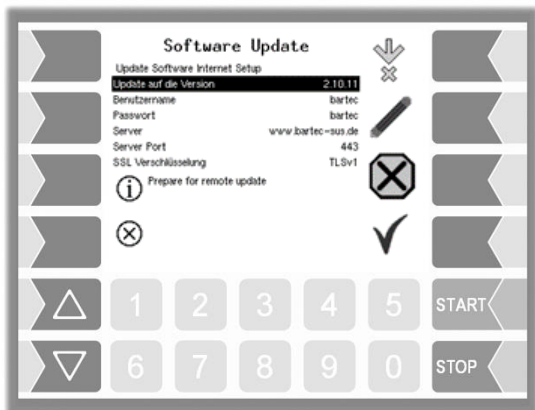 Software Update
Update Software Internet Setup
Update auf die Version 2.10.11
Benutzername bartec
Passwort bartec
Server www.bartec-sus.de
Server Port 443
SSL Verschlüsselung TLSv1
i Prepare for remote update
1 2 3 4 5 START
6 7 8 9 0 STOP